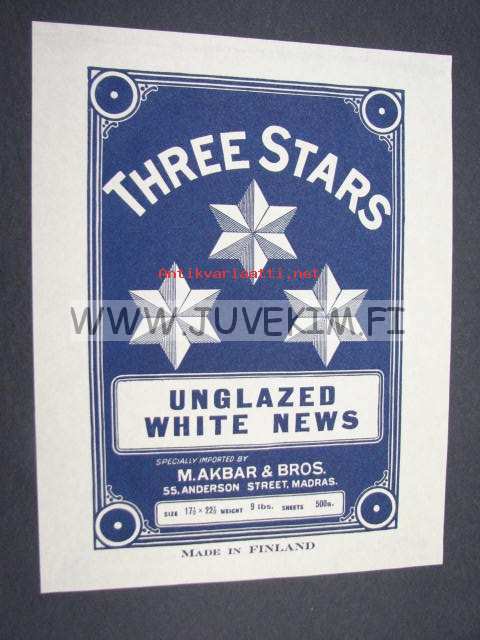 THREE STARS
Antikvariaatti.net
WWW.JUVEKIM.FI
UNGLAZED
WHITE NEWS
SPECIALLY IMPORTED BY
M. AKBAR & BROS.
55, ANDERSON STREET, MADRAS.
SIZE 17½ × 22½ WEIGHT 9 lbs. SHEETS 500s.
MADE IN FINLAND